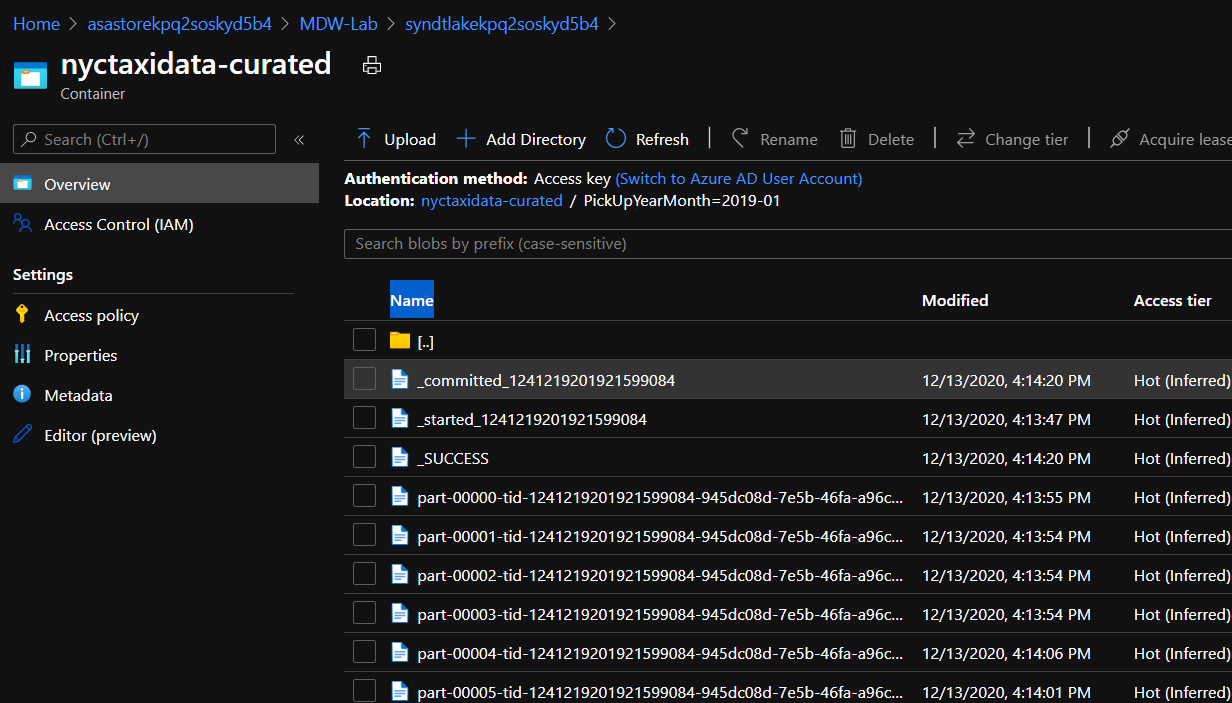 Home > asastorekpq2soskyd5b4 > MDW-Lab > syndtlakekpq2soskyd5b4 >
nyctaxidata-curated
Container
Search (Ctrl+/) «
Upload Add Directory Refresh Rename Delete Change tier Acquire lease
Overview
Access Control (IAM)
Settings
Access policy
Properties
Metadata
Editor (preview)
Authentication method: Access key (Switch to Azure AD User Account)
Location: nyctaxidata-curated / PickUpYearMonth=2019-01
Search blobs by prefix (case-sensitive)
Name Modified Access tier
[..]
_committed_1241219201921599084 12/13/2020, 4:14:20 PM Hot (Inferred)
_started_1241219201921599084 12/13/2020, 4:13:47 PM Hot (Inferred)
_SUCCESS 12/13/2020, 4:14:20 PM Hot (Inferred)
part-00000-tid-1241219201921599084-945dc08d-7e5b-46fa-a96c... 12/13/2020, 4:13:55 PM Hot (Inferred)
part-00001-tid-1241219201921599084-945dc08d-7e5b-46fa-a96c... 12/13/2020, 4:13:54 PM Hot (Inferred)
part-00002-tid-1241219201921599084-945dc08d-7e5b-46fa-a96c... 12/13/2020, 4:13:54 PM Hot (Inferred)
part-00003-tid-1241219201921599084-945dc08d-7e5b-46fa-a96c... 12/13/2020, 4:13:54 PM Hot (Inferred)
part-00004-tid-1241219201921599084-945dc08d-7e5b-46fa-a96c... 12/13/2020, 4:14:06 PM Hot (Inferred)
part-00005-tid-1241219201921599084-945dc08d-7e5b-46fa-a96c... 12/13/2020, 4:14:01 PM Hot (Inferred)